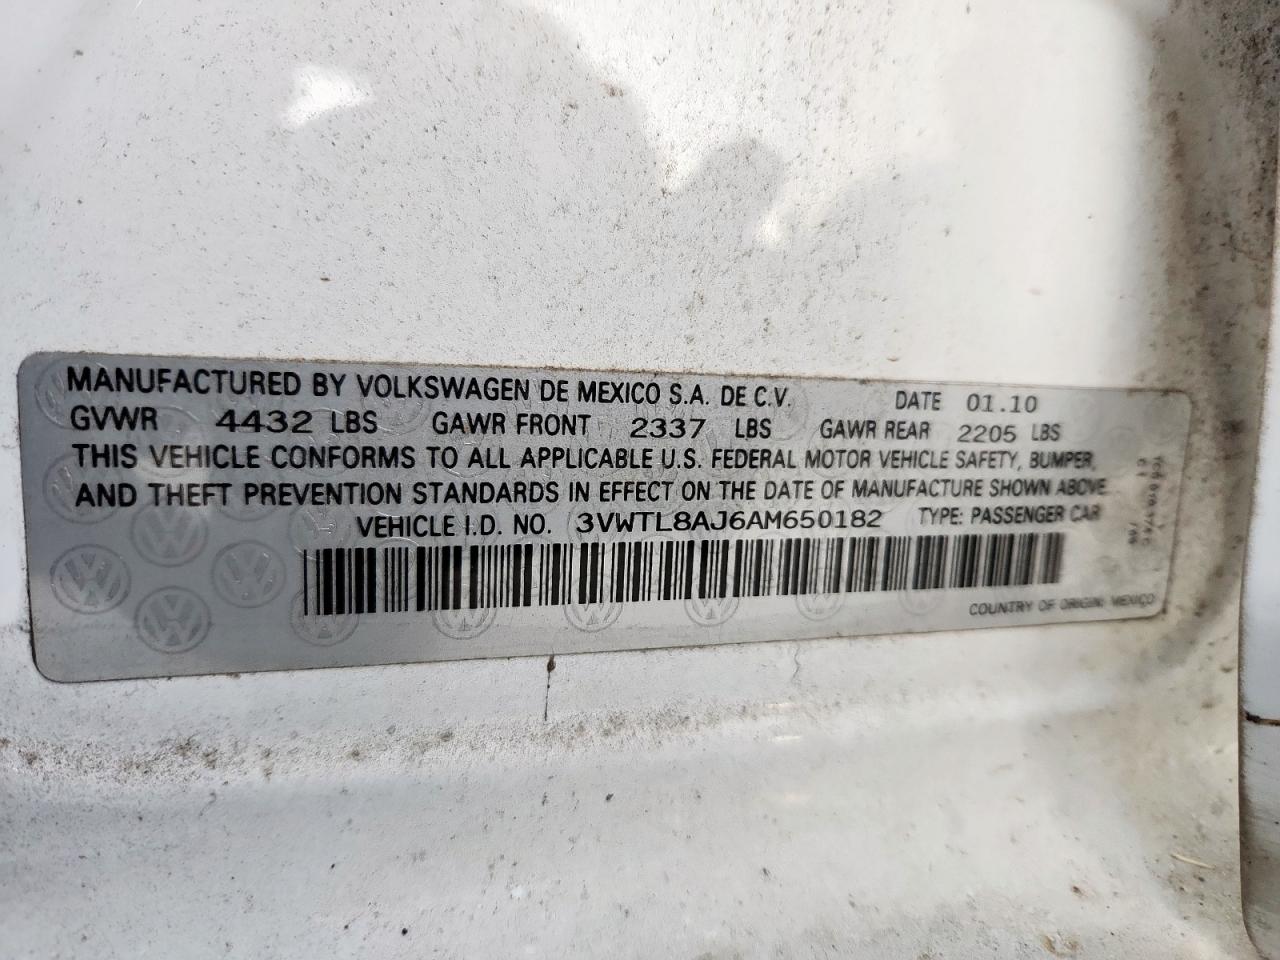 MANUFACTURED BY VOLKSWAGEN DE MEXICO S.A. DE C.V. DATE 01.10
GVWR 4432 LBS GAWR FRONT 2337 LBS GAWR REAR 2205 LBS
THIS VEHICLE CONFORMS TO ALL APPLICABLE U.S. FEDERAL MOTOR VEHICLE SAFETY, BUMPER,
AND THEFT PREVENTION STANDARDS IN EFFECT ON THE DATE OF MANUFACTURE SHOWN ABOVE
VEHICLE I.D. NO. 3VWTL8AJ6AM650182 TYPE: PASSENGER CAR
COUNTRY OF ORIGIN: MEXICO